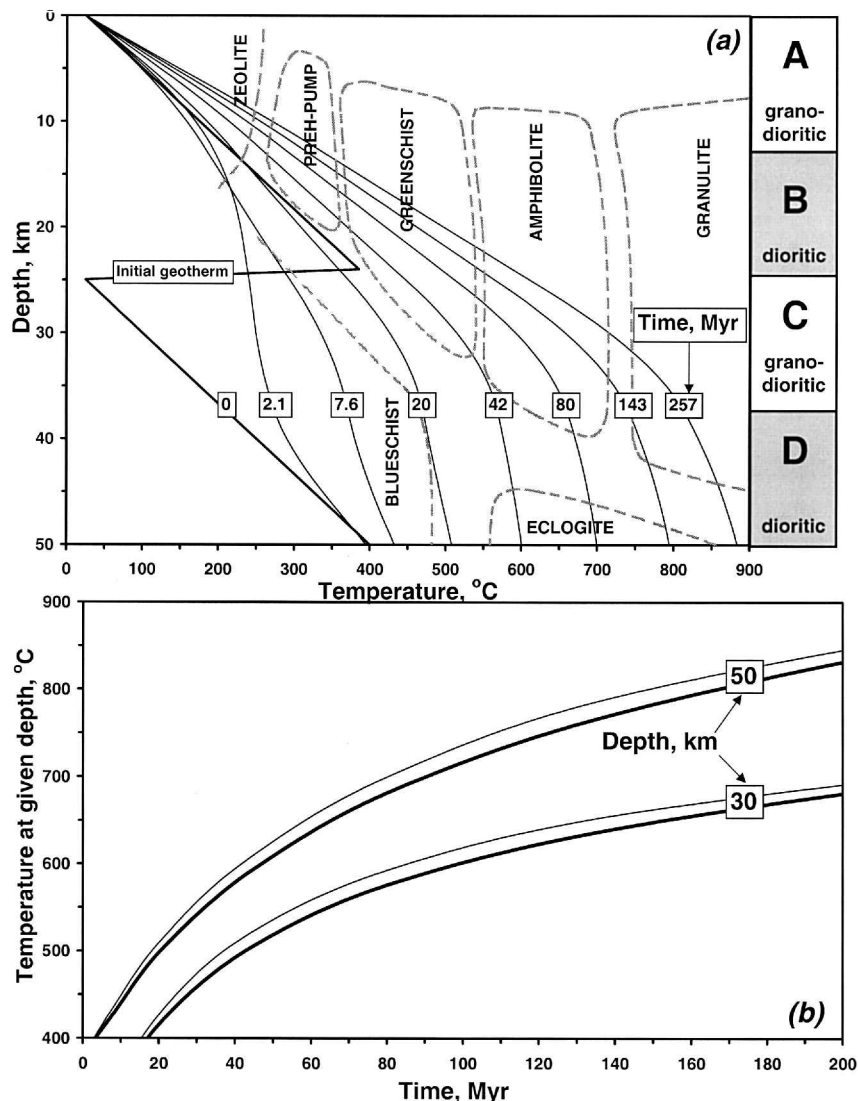 0
10
20
30
40
50
Depth, km
0
100
200
300
400
500
600
700
800
900
Temperature, °C
(a)
ZEOLITE
PREH-PUMP
GREENSCHIST
AMPHIBOLITE
GRANULITE
BLUESCHIST
ECLOGITE
Initial geotherm
Time, Myr
0
2.1
7.6
20
42
80
143
257
A
grano-
dioritic
B
dioritic
C
grano-
dioritic
D
dioritic
900
800
700
600
500
400
Temperature at given depth, °C
50
Depth, km
30
(b)
0
20
40
60
80
100
120
140
160
180
200
Time, Myr